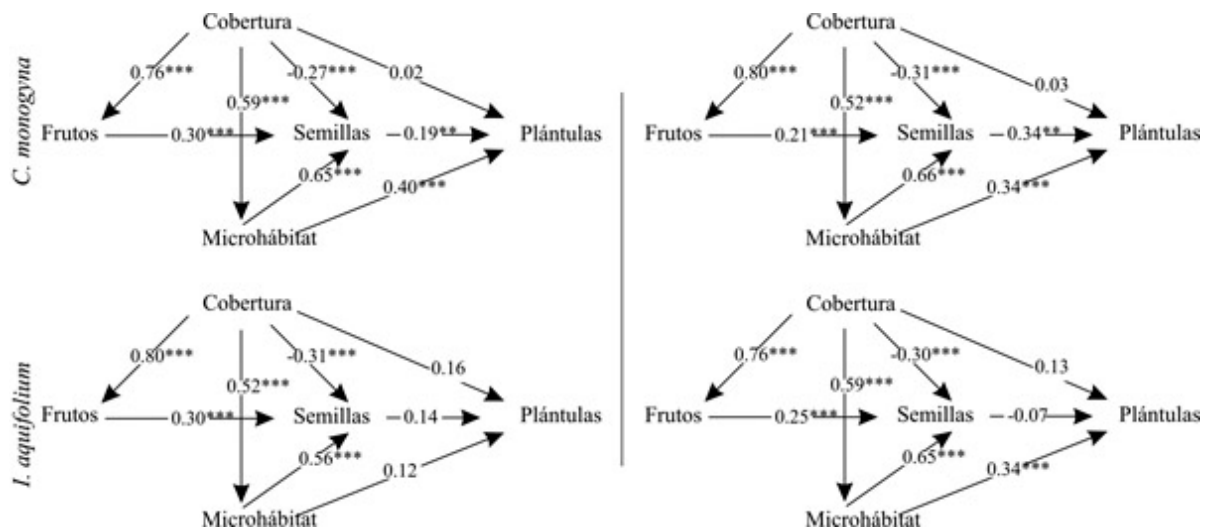 C. monogyna
Cobertura
0.76***
-0.27***
0.02
0.59***
Frutos
0.30***
Semillas
0.19**
Plántulas
0.65***
0.40***
Microhábitat
Cobertura
0.80***
-0.31***
0.03
0.52***
Frutos
0.21***
Semillas
0.34**
Plántulas
0.66***
0.34***
Microhábitat
I. aquifolium
Cobertura
0.80***
-0.31***
0.16
0.52***
Frutos
0.30***
Semillas
0.14
Plántulas
0.56***
0.12
Microhábitat
Cobertura
0.76***
-0.30***
0.13
0.59***
Frutos
0.25***
Semillas
-0.07
Plántulas
0.65***
0.34***
Microhábitat